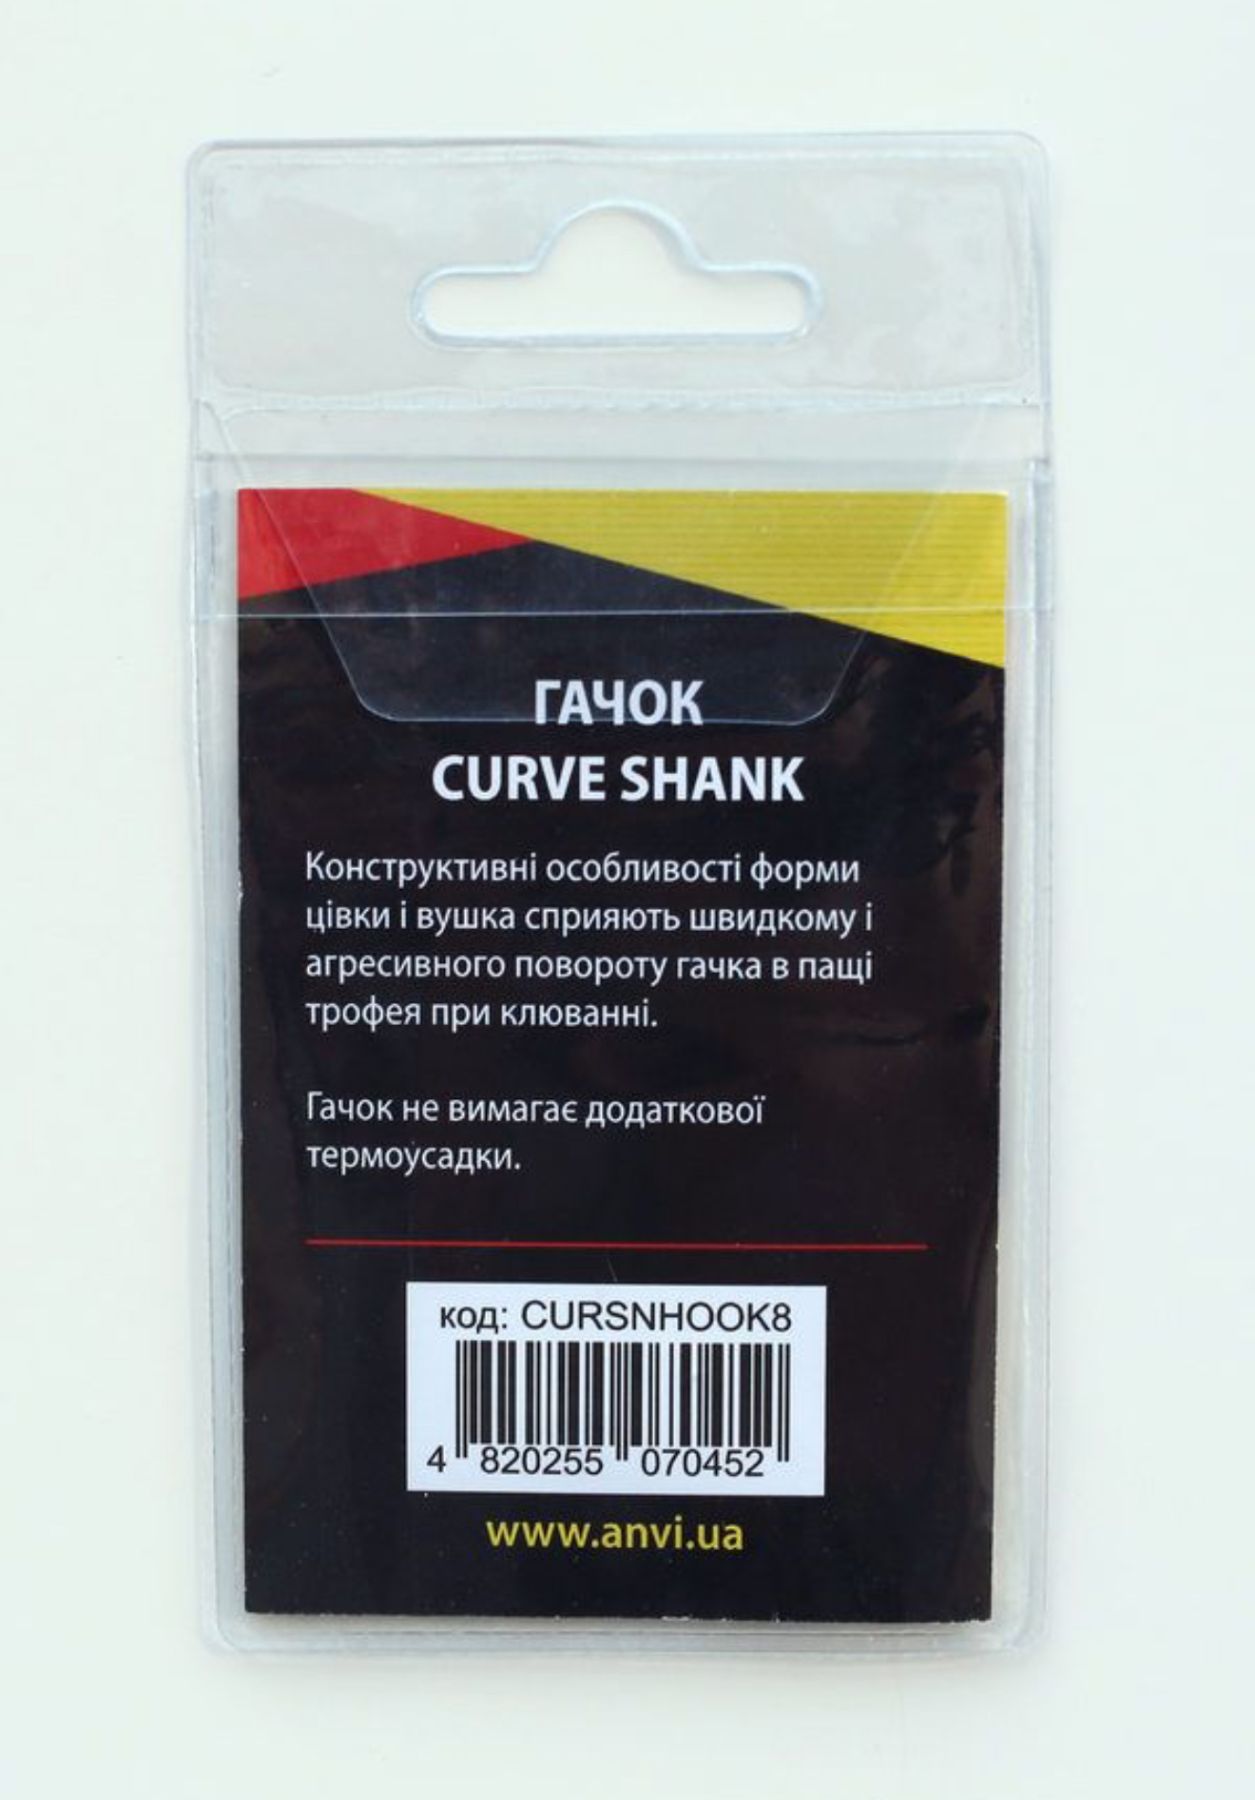 ГАЧОК
CURVE SHANK
Конструктивні особливості форми
цівки і вушка сприяють швидкому і
агресивного повороту гачка в пащі
трофея при клюванні.
Гачок не вимагає додаткової
термоусадки.
код: CURSNHOOK8
4 820255 070452
www.anvi.ua